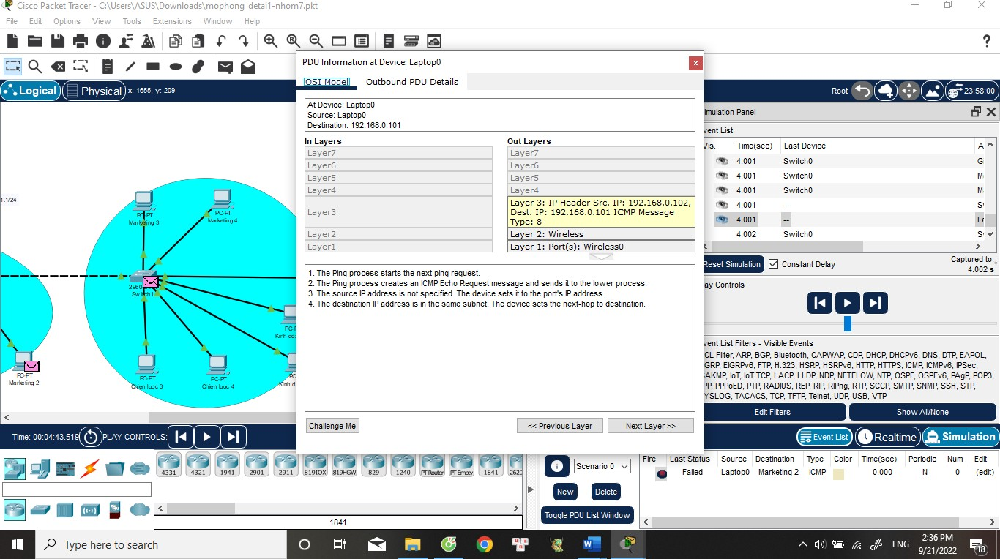 Cisco Packet Tracer - C:\Users\ASUS\Downloads\mophong_detai1-nhom7.pkt
File Edit Options View Tools Extensions Window Help
Logical Physical x: 1655, y: 209
Root 23:58:00
PDU Information at Device: Laptop0
x
OSI Model Outbound PDU Details
At Device: Laptop0
Source: Laptop0
Destination: 192.168.0.101
In Layers Out Layers
Layer7 Layer7
Layer6 Layer6
Layer5 Layer5
Layer4 Layer4
Layer3
Layer 3: IP Header Src. IP: 192.168.0.102,
Dest. IP: 192.168.0.101 ICMP Message
Type: 8
Layer2 Layer 2: Wireless
Layer1 Layer 1: Port(s): Wireless0
1. The Ping process starts the next ping request.
2. The Ping process creates an ICMP Echo Request message and sends it to the lower process.
3. The source IP address is not specified. The device sets it to the port's IP address.
4. The destination IP address is in the same subnet. The device sets the next-hop to destination.
Challenge Me << Previous Layer Next Layer >>
1.1/24
PC-PT
Marketing 3
PC-PT
Marketing 4
2960
Switch1
PC-P
Kinh doa
PC-PT
Chien luoc 3
PC-PT
Chien luoc 4
PC-
Kinh do
PC-PT
Marketing 2
imulation Panel
vent List
Vis. Time(sec) Last Device A
4.001 Switch0 G
4.001 Switch0 M
4.001 Switch0 M
4.001 -- S
4.001 -- La
4.002 Switch0 S
Reset Simulation Constant Delay
Captured to:
4.002 s
lay Controls
vent List Filters - Visible Events
CL Filter, ARP, BGP, Bluetooth, CAPWAP, CDP, DHCP, DHCPv6, DNS, DTP, EAPOL,
IGRP, EIGRPv6, FTP, H.323, HSRP, HSRPv6, HTTP, HTTPS, ICMP, ICMPv6, IPSec,
SAKMP, IoT, IoT TCP, LACP, LLDP, NDP, NETFLOW, NTP, OSPF, OSPFv6, PAgP, POP3,
PP, PPPoED, PTP, RADIUS, REP, RIP, RIPng, RTP, SCCP, SMTP, SNMP, SSH, STP,
YSLOG, TACACS, TCP, TFTP, Telnet, UDP, USB, VTP
Edit Filters Show All/None
Time: 00:04:43.519 PLAY CONTROLS:
Event List Realtime Simulation
4331 4321 1941 2901 2911 819IOX 819HGW 829 1240 PT-Router PT-Empty 1841 2620
1841
Scenario 0
New Delete
Toggle PDU List Window
Fire Last Status Source Destination Type Color Time(sec) Periodic Num Edit
Failed Laptop0 Marketing 2 ICMP 0.000 N 0 (edit)
Type here to search
ENG
2:36 PM
9/21/2022
18